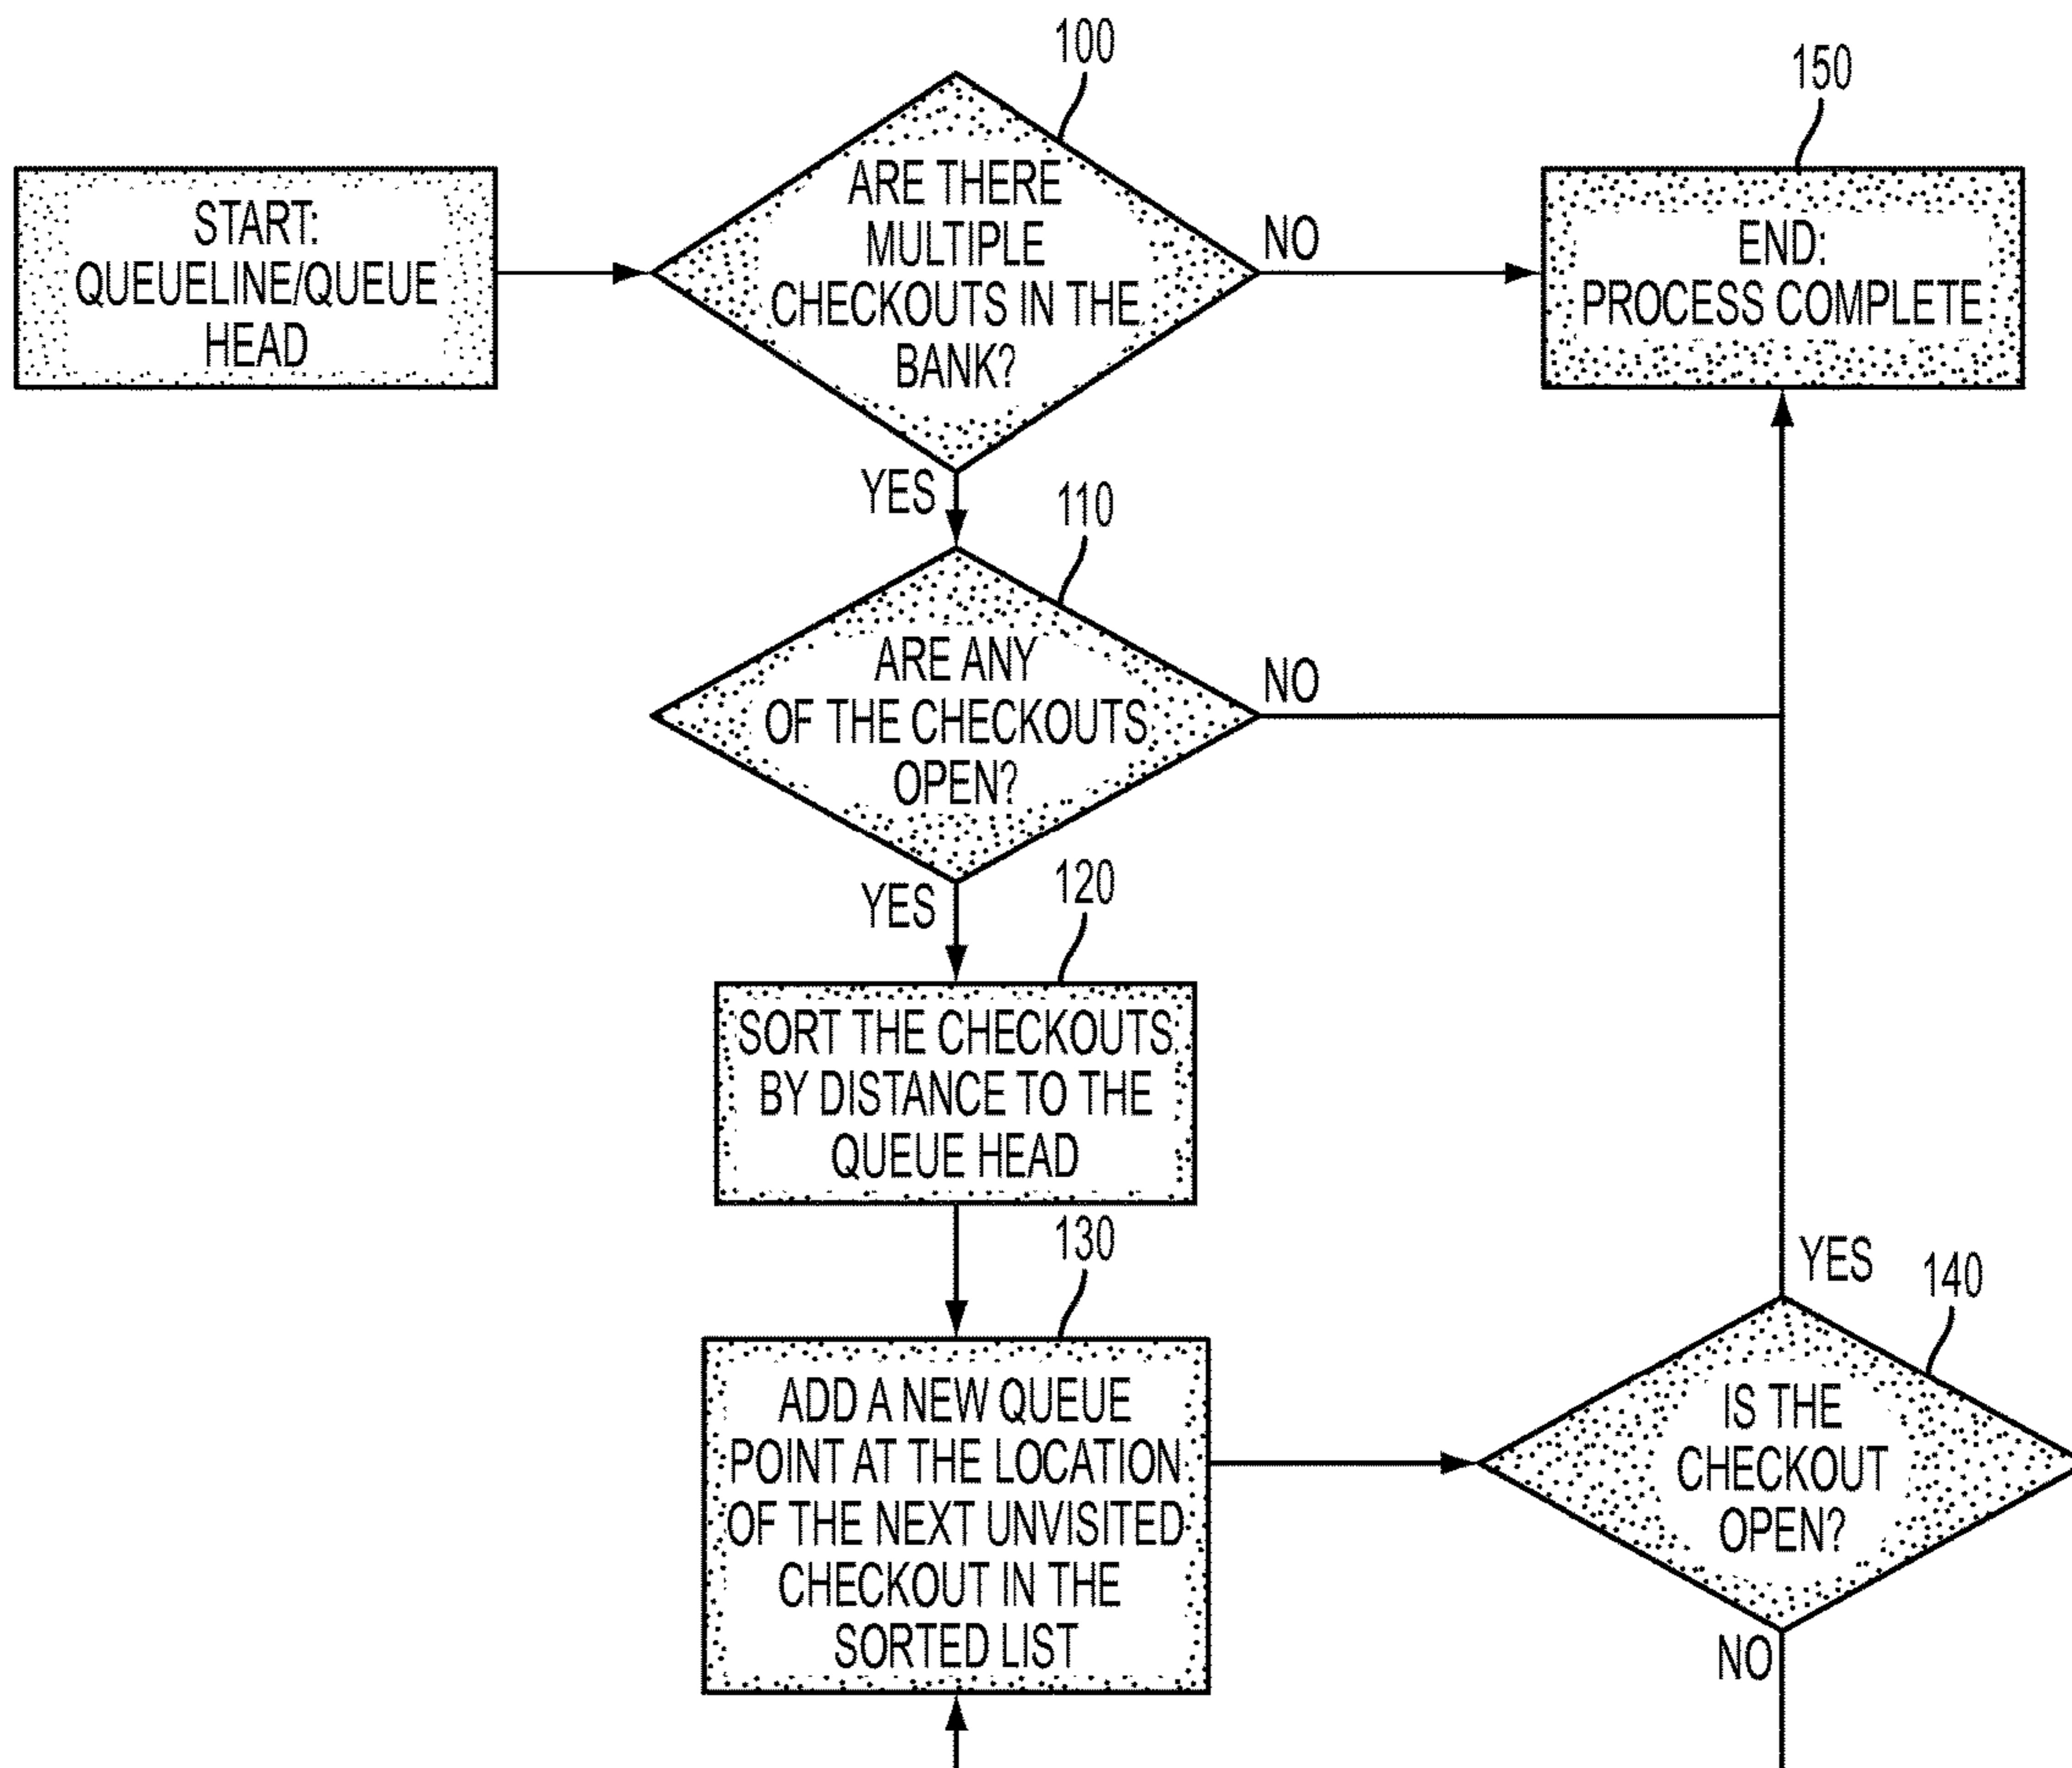 100
150
START:
QUEUELINE/QUEUE
HEAD
ARE THERE
MULTIPLE
CHECKOUTS IN THE
BANK?
NO
END:
PROCESS COMPLETE
YES
110
ARE ANY
OF THE CHECKOUTS
OPEN?
NO
YES
120
SORT THE CHECKOUTS
BY DISTANCE TO THE
QUEUE HEAD
130
ADD A NEW QUEUE
POINT AT THE LOCATION
OF THE NEXT UNVISITED
CHECKOUT IN THE
SORTED LIST
YES
140
IS THE
CHECKOUT
OPEN?
NO